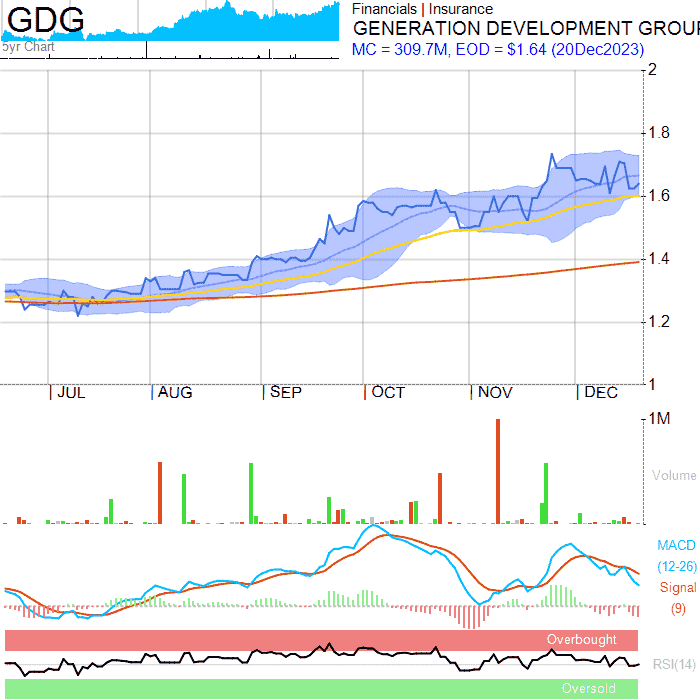 GDG
5yr Chart
Financials | Insurance
GENERATION DEVELOPMENT GROU
MC = 309.7M, EOD = $1.64 (20Dec2023)
2
1.8
1.6
1.4
1.2
1
JUL AUG SEP OCT NOV DEC
1M
Volume
MACD
(12-26)
Signal
(9)
Overbought
RSI(14)
Oversold